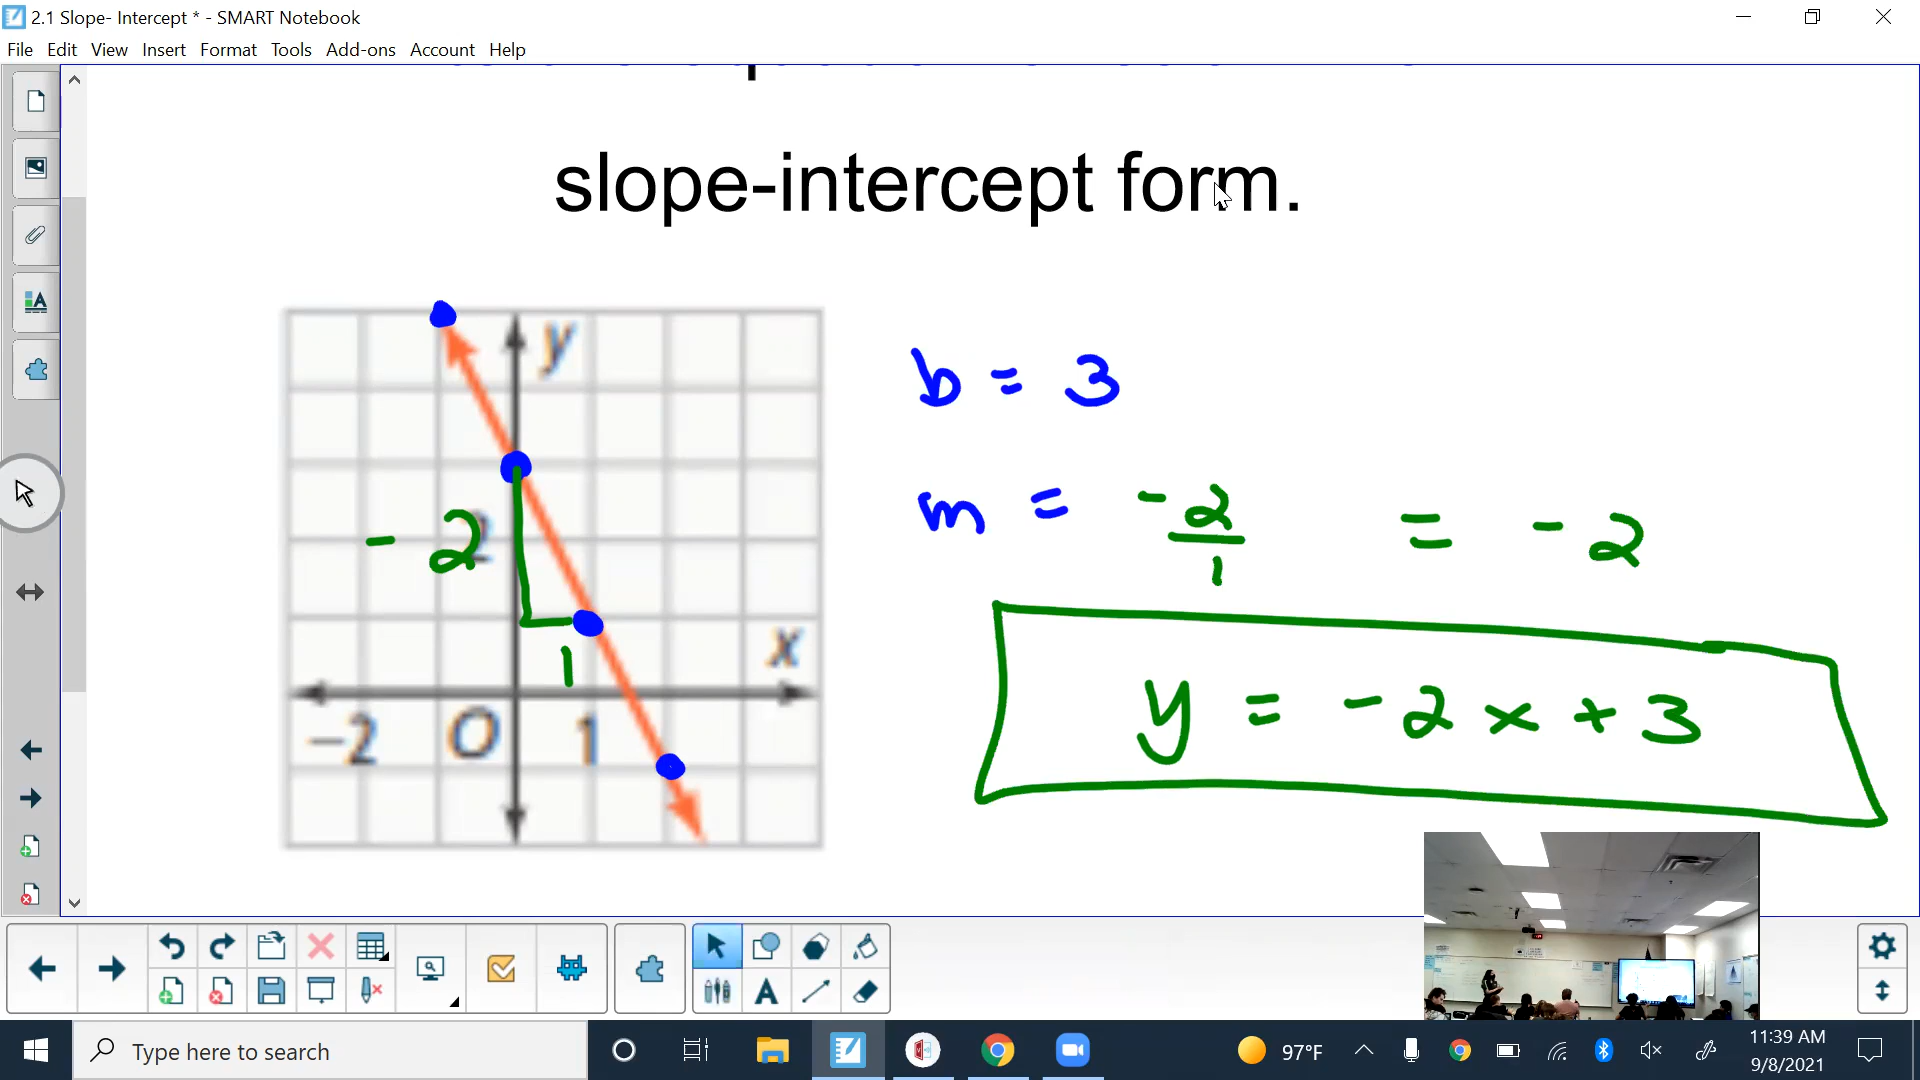 2.1 Slope- Intercept * - SMART Notebook
File Edit View Insert Format Tools Add-ons Account Help
slope-intercept form.
y
b = 3
2
- 2
m = -2/1 = -2
1
x
-2 O 1
y = -2x + 3
Type here to search
97°F
11:39 AM
9/8/2021